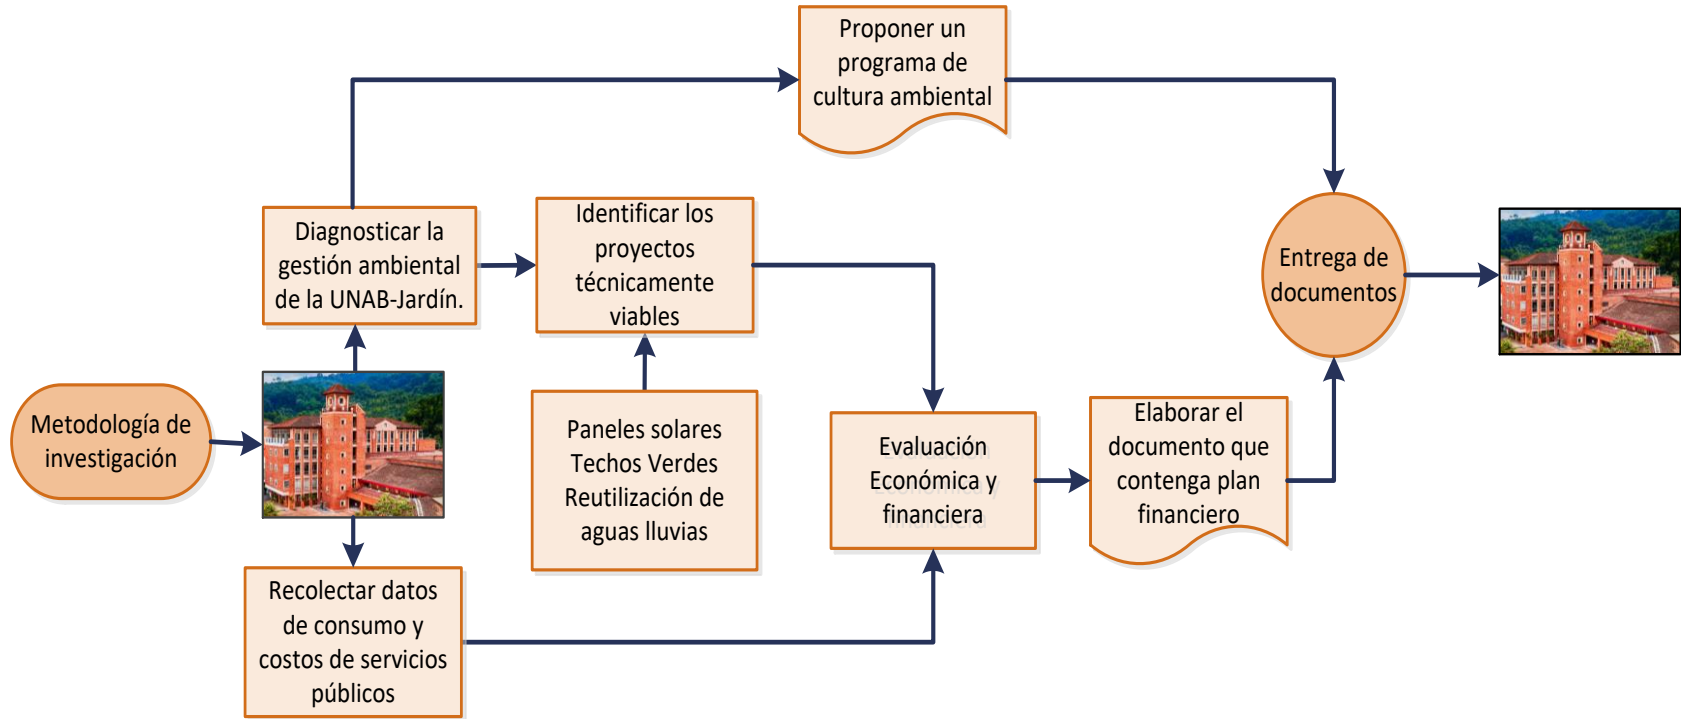 Proponer un
programa de
cultura ambiental
Diagnosticar la
gestión ambiental
de la UNAB-Jardín.
Identificar los
proyectos
técnicamente
viables
Entrega de
documentos
Metodología de
investigación
Paneles solares
Techos Verdes
Reutilización de
aguas lluvias
Evaluación
Económica y
financiera
Elaborar el
documento que
contenga plan
financiero
Recolectar datos
de consumo y
costos de servicios
públicos